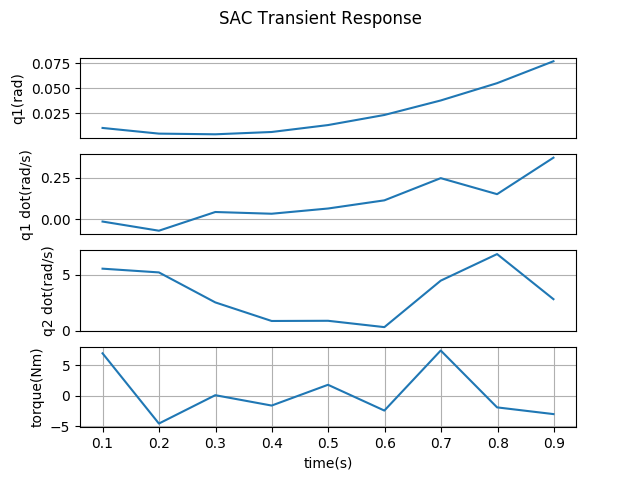 SAC Transient Response
q1(rad)
0.075
0.050
0.025
q1 dot(rad/s)
0.25
0.00
q2 dot(rad/s)
5
0
torque(Nm)
5
0
−5
0.1 0.2 0.3 0.4 0.5 0.6 0.7 0.8 0.9
time(s)